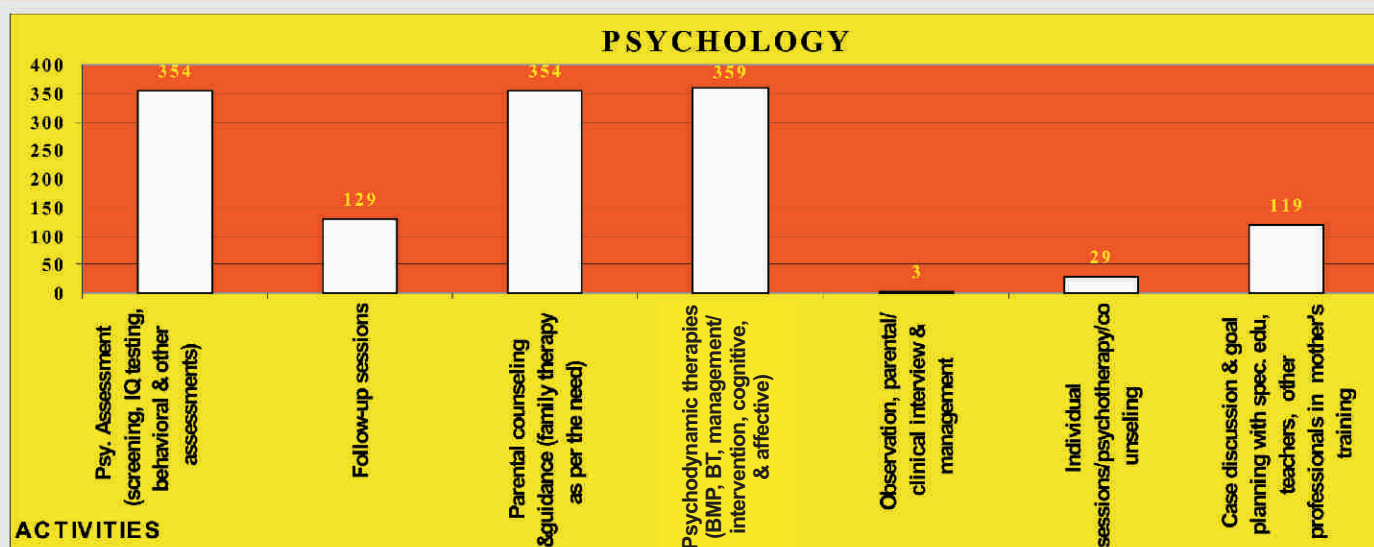 PSYCHOLOGY
400
350
300
250
200
150
100
50
0
354
129
354
359
3
29
119
Psy. Assessment
(screening, IQ testing,
behavioral & other
assessments)
Follow-up sessions
Parental counseling
&guidance (family therapy
as per the need)
Psychodynamic therapies
(BMP, BT, management/
intervention, cognitive,
& affective)
Observation, parental/
clinical interview &
management
Individual
sessions/psychotherapy/co
unseling
Case discussion & goal
planning with spec. edu,
teachers, other
professionals in mother's
training
ACTIVITIES